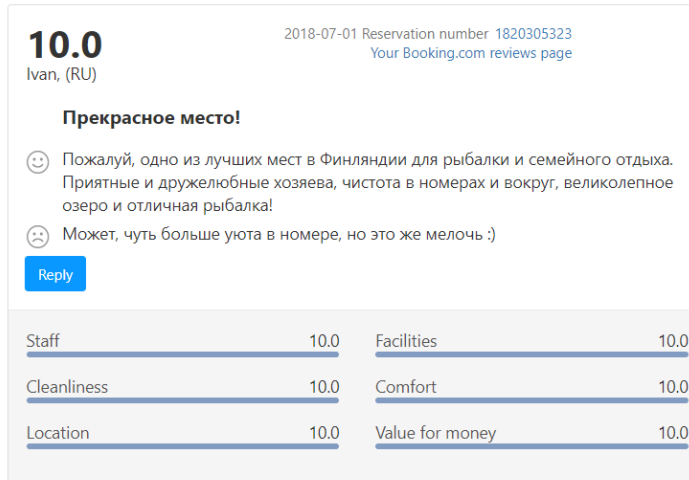 10.0
2018-07-01 Reservation number 1820305323
Ivan, (RU)
Your Booking.com reviews page
Прекрасное место!
Пожалуй, одно из лучших мест в Финляндии для рыбалки и семейного отдыха.
Приятные и дружелюбные хозяева, чистота в номерах и вокруг, великолепное
озеро и отличная рыбалка!
Может, чуть больше уюта в номере, но это же мелочь :)
Reply
Staff 10.0
Facilities 10.0
Cleanliness 10.0
Comfort 10.0
Location 10.0
Value for money 10.0